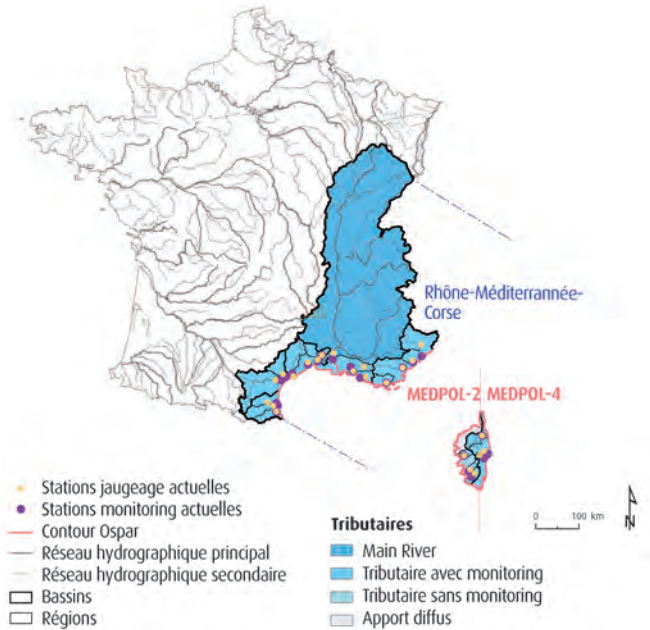 Rhône-Méditerrannée-
Corse
MEDPOL-2 MEDPOL-4
Stations jaugeage actuelles
Stations monitoring actuelles
Contour Ospar
Réseau hydrographique principal
Réseau hydrographique secondaire
Bassins
Régions
0 100 km
N
Tributaires
Main River
Tributaire avec monitoring
Tributaire sans monitoring
Apport diffus